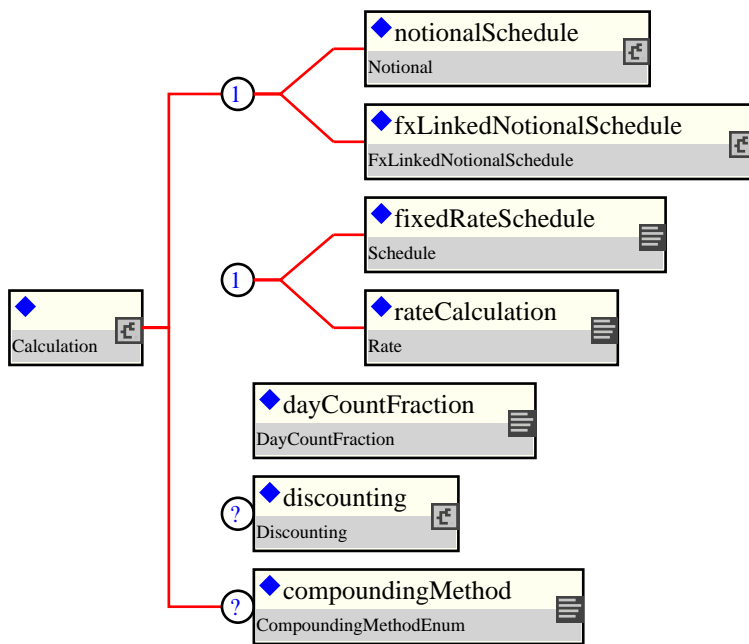 notionalSchedule
Notional
1
fxLinkedNotionalSchedule
FxLinkedNotionalSchedule
fixedRateSchedule
Schedule
1
rateCalculation
Rate
Calculation
dayCountFraction
DayCountFraction
? discounting
Discounting
? compoundingMethod
CompoundingMethodEnum